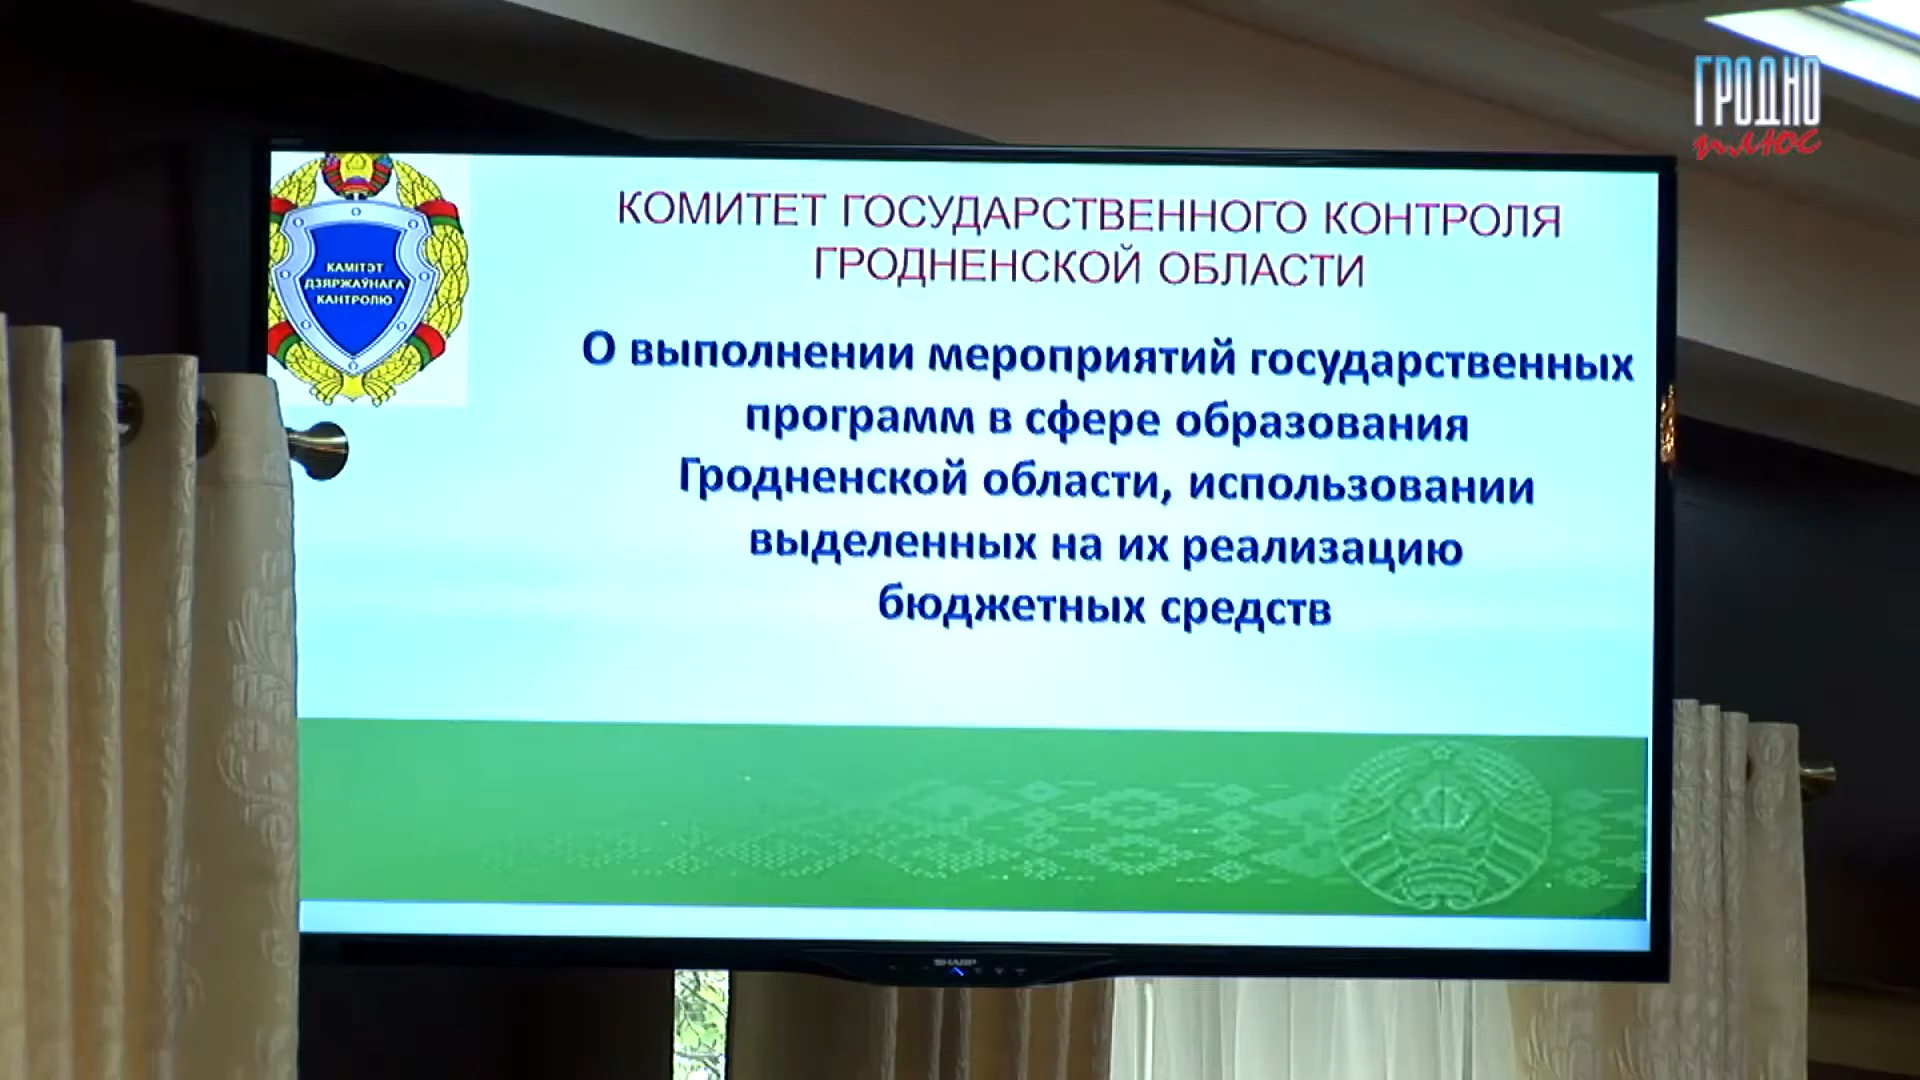 ГРОДНО
плюс
КОМИТЕТ ГОСУДАРСТВЕННОГО КОНТРОЛЯ
ГРОДНЕНСКОЙ ОБЛАСТИ
КАМІТЭТ
ДЗЯРЖАЎНАГА
КАНТРОЛЮ
О выполнении мероприятий государственных
программ в сфере образования
Гродненской области, использовании
выделенных на их реализацию
бюджетных средств
SHARP